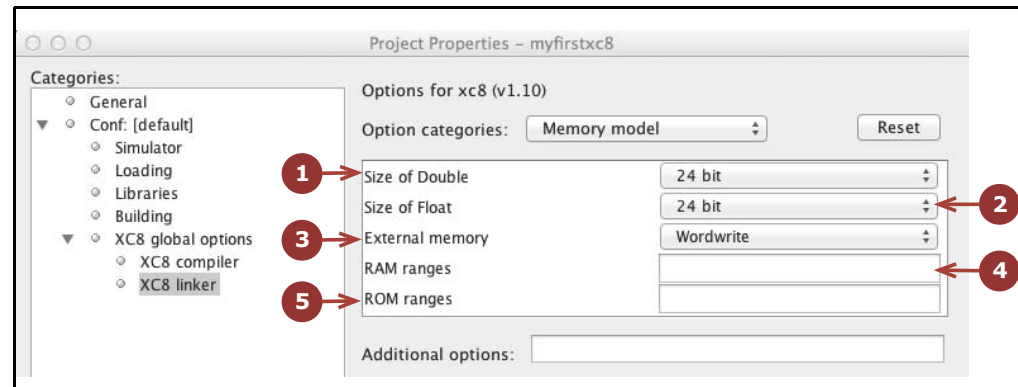 Project Properties – myfirstxc8
Categories:
General
Conf: [default]
Simulator
Loading
Libraries
Building
XC8 global options
XC8 compiler
XC8 linker
Options for xc8 (v1.10)
Option categories: Memory model Reset
1 Size of Double 24 bit
Size of Float 24 bit 2
3 External memory Wordwrite
RAM ranges 4
5 ROM ranges
Additional options: